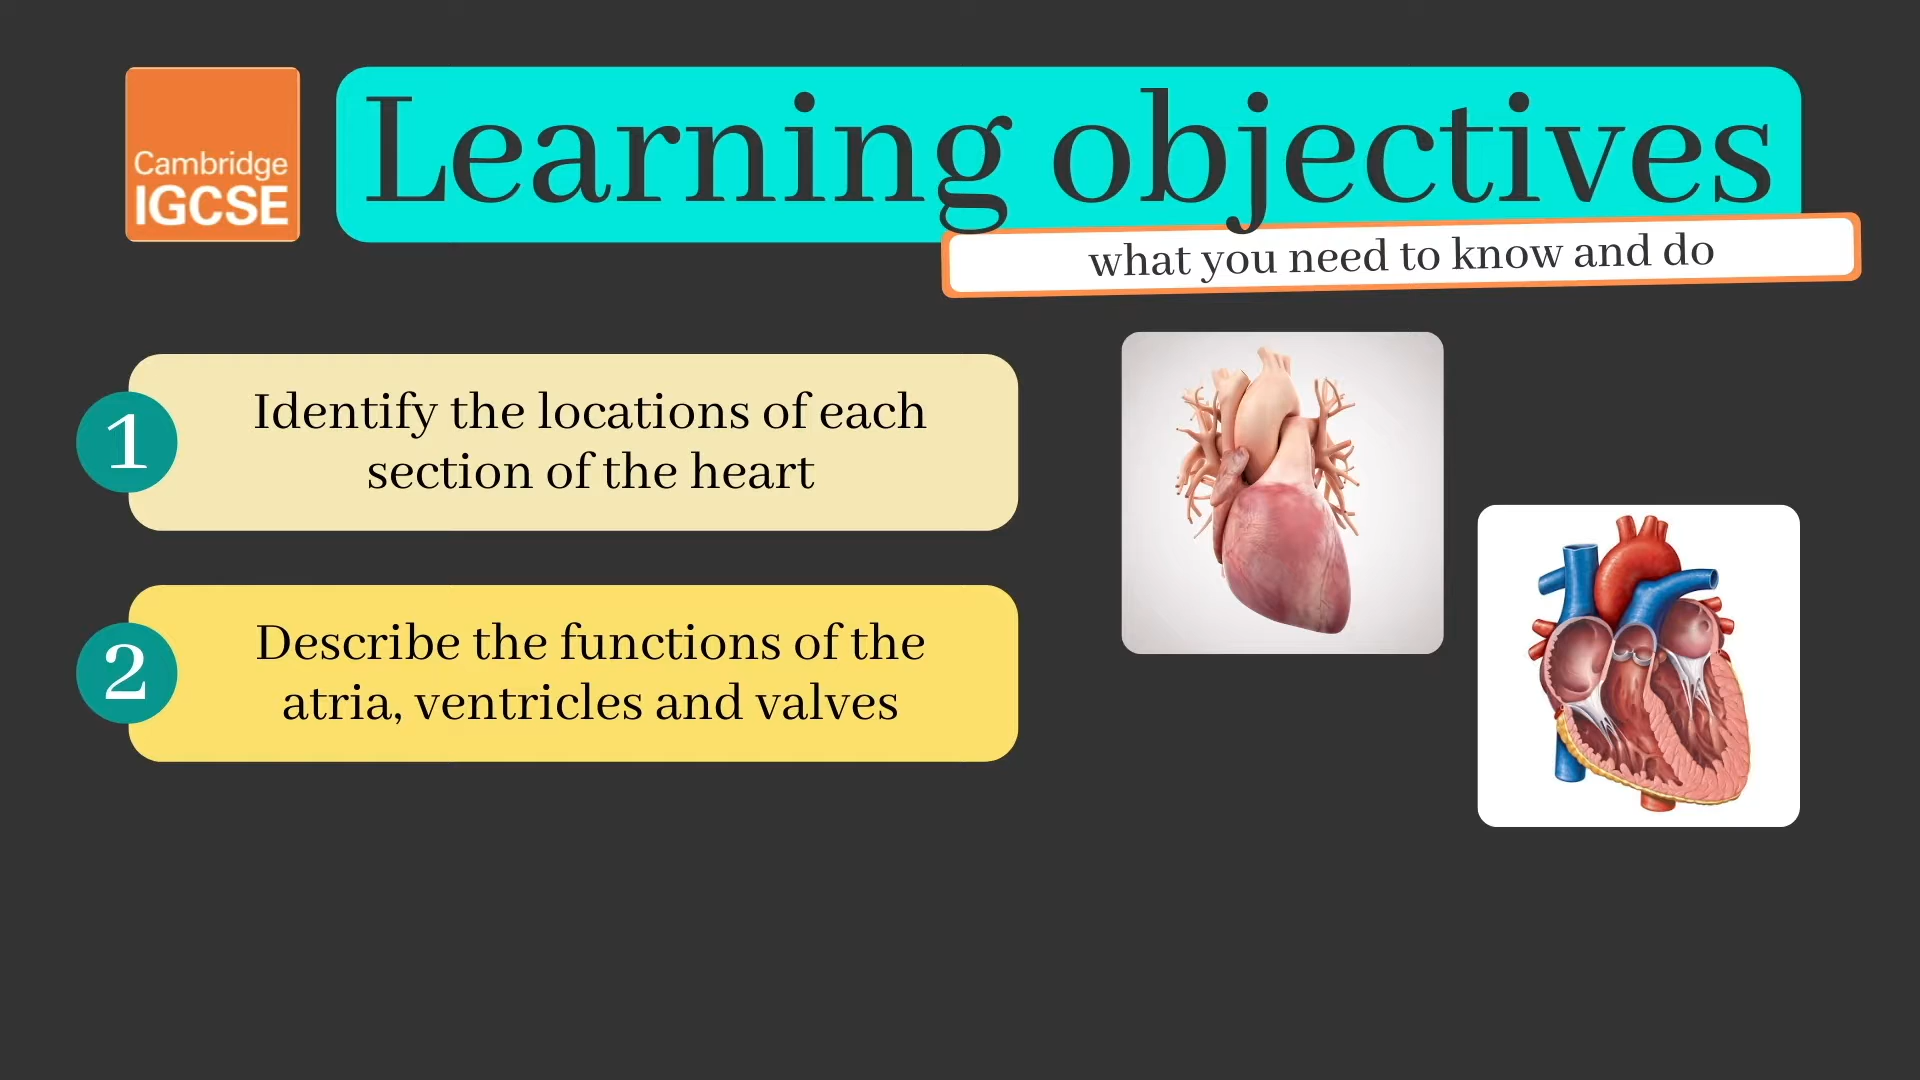 Cambridge
IGCSE
Learning objectives
what you need to know and do
1
Identify the locations of each
section of the heart
2
Describe the functions of the
atria, ventricles and valves